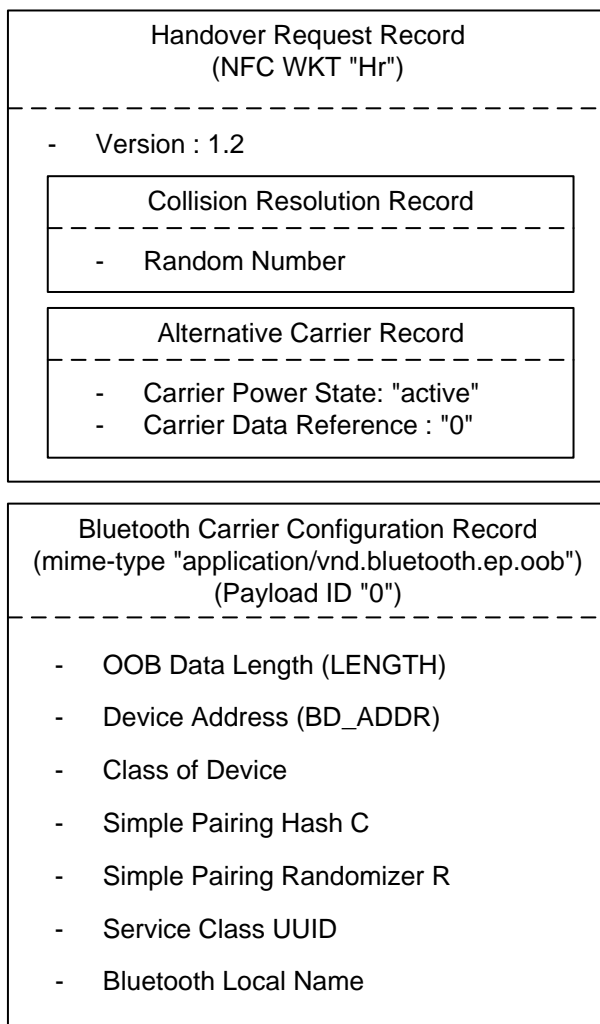 Handover Request Record
(NFC WKT "Hr")
- Version : 1.2
Collision Resolution Record
- Random Number
Alternative Carrier Record
- Carrier Power State: "active"
- Carrier Data Reference : "0"
Bluetooth Carrier Configuration Record
(mime-type "application/vnd.bluetooth.ep.oob")
(Payload ID "0")
- OOB Data Length (LENGTH)
- Device Address (BD_ADDR)
- Class of Device
- Simple Pairing Hash C
- Simple Pairing Randomizer R
- Service Class UUID
- Bluetooth Local Name